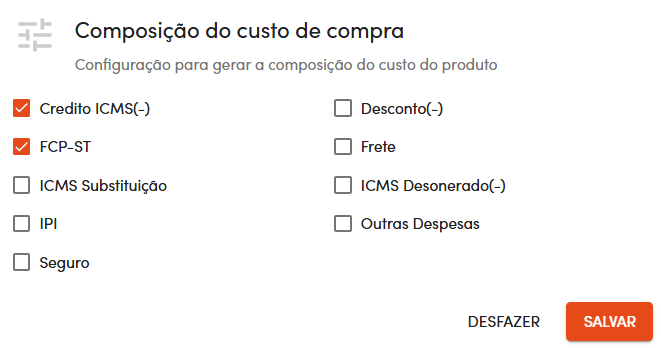 Composição do custo de compra
Configuração para gerar a composição do custo do produto
Credito ICMS(-)
Desconto(-)
FCP-ST
Frete
ICMS Substituição
ICMS Desonerado(-)
IPI
Outras Despesas
Seguro
DESFAZER
SALVAR